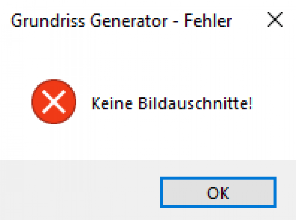 Grundriss Generator - Fehler
Keine Bildauschnitte!
OK